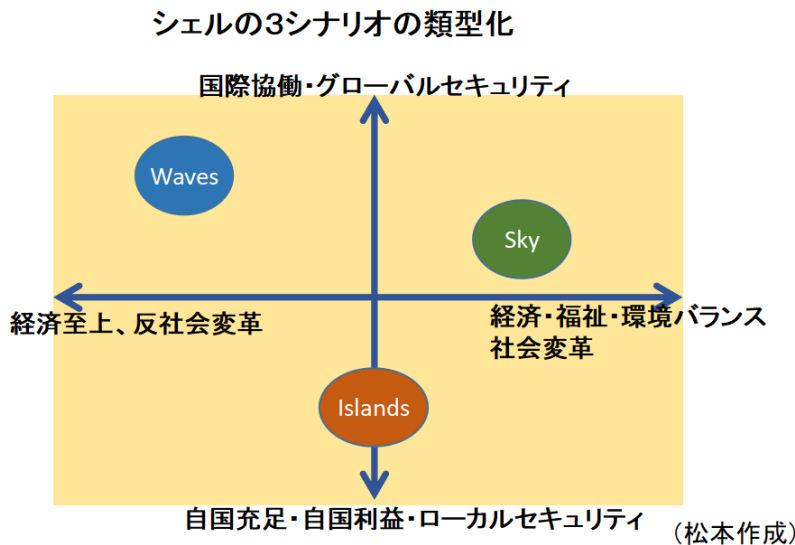 シェルの3シナリオの類型化
国際協働・グローバルセキュリティ
Waves
Sky
経済至上、反社会変革
経済・福祉・環境バランス
社会変革
Islands
自国充足・自国利益・ローカルセキュリティ
(松本作成)